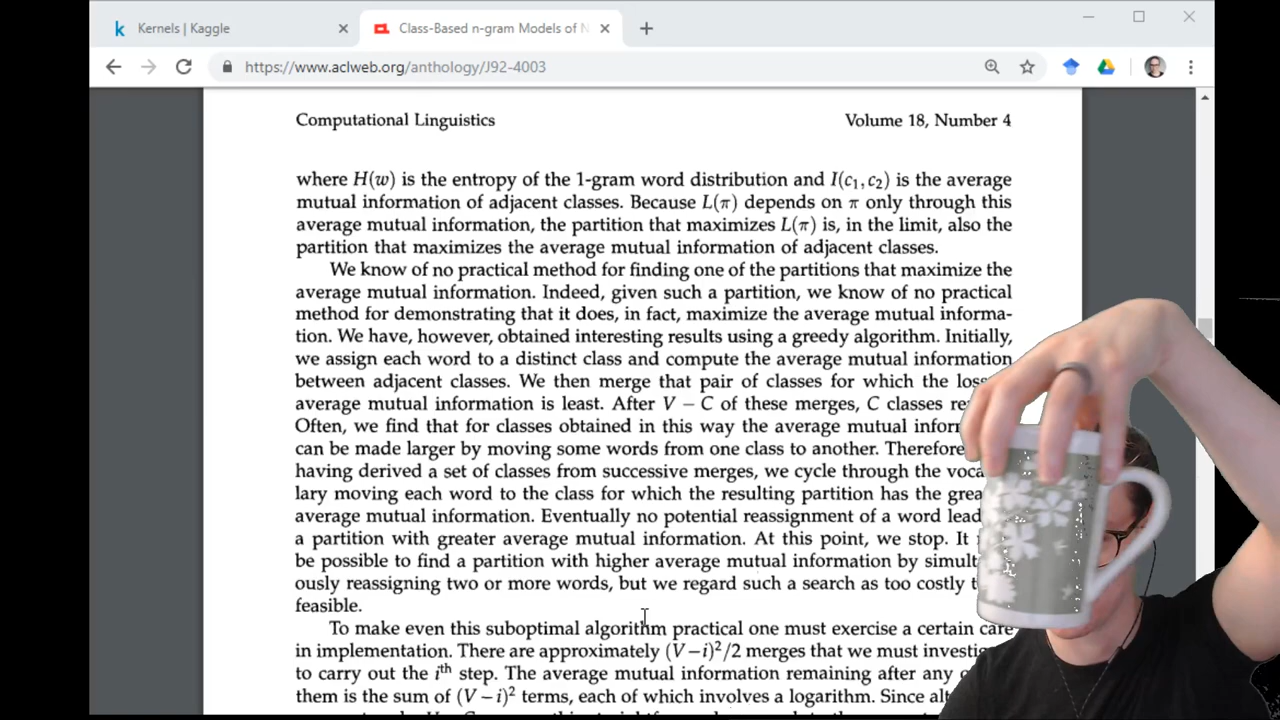 Kernels | Kaggle
Class-Based n-gram Models of N
https://www.aclweb.org/anthology/J92-4003
Computational Linguistics Volume 18, Number 4
where H(w) is the entropy of the 1-gram word distribution and I(c₁, c₂) is the average
mutual information of adjacent classes. Because L(π) depends on π only through this
average mutual information, the partition that maximizes L(π) is, in the limit, also the
partition that maximizes the average mutual information of adjacent classes.
We know of no practical method for finding one of the partitions that maximize the
average mutual information. Indeed, given such a partition, we know of no practical
method for demonstrating that it does, in fact, maximize the average mutual informa-
tion. We have, however, obtained interesting results using a greedy algorithm. Initially,
we assign each word to a distinct class and compute the average mutual information
between adjacent classes. We then merge that pair of classes for which the los
average mutual information is least. After V − C of these merges, C classes re
Often, we find that for classes obtained in this way the average mutual infor
can be made larger by moving some words from one class to another. Therefore
having derived a set of classes from successive merges, we cycle through the voca
lary moving each word to the class for which the resulting partition has the grea
average mutual information. Eventually no potential reassignment of a word lead
a partition with greater average mutual information. At this point, we stop. It
be possible to find a partition with higher average mutual information by simult
ously reassigning two or more words, but we regard such a search as too costly t
feasible.
To make even this suboptimal algorithm practical one must exercise a certain care
in implementation. There are approximately (V−i)²/2 merges that we must investig
to carry out the iᵗʰ step. The average mutual information remaining after any
them is the sum of (V−i)² terms, each of which involves a logarithm. Since alt